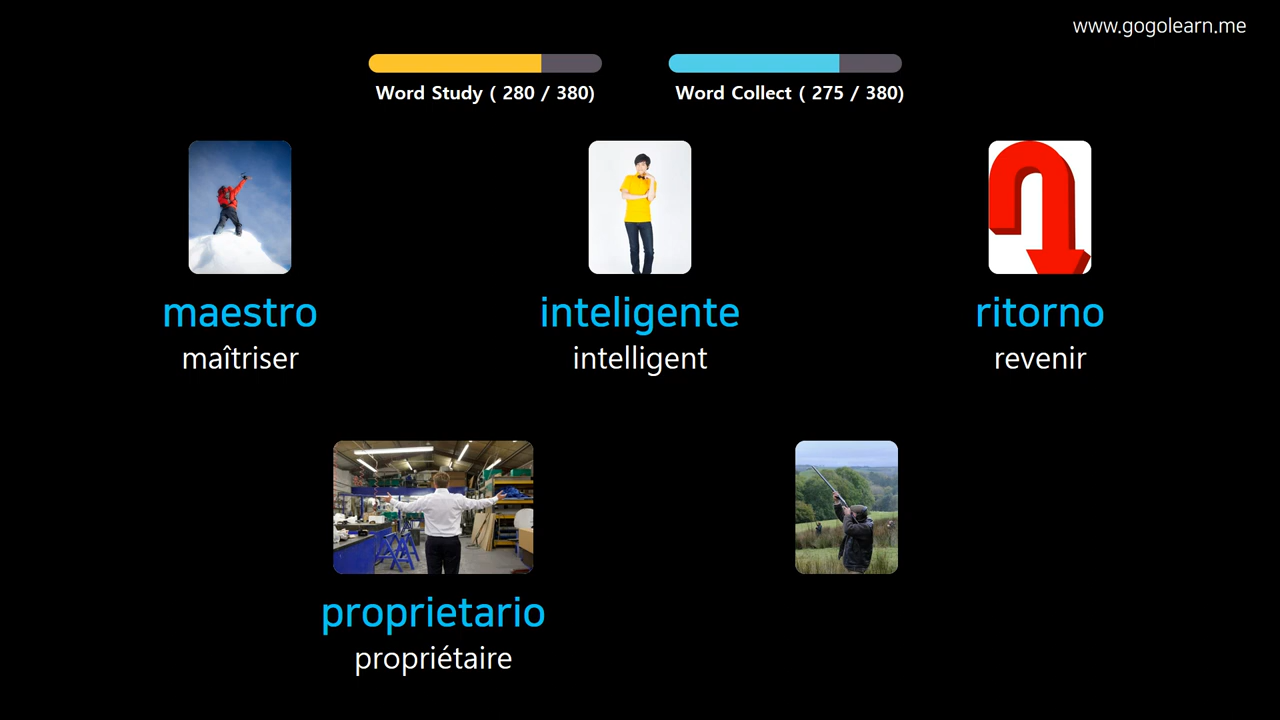 www.gogolearn.me
Word Study ( 280 / 380)
Word Collect ( 275 / 380)
maestro
maîtriser
inteligente
intelligent
ritorno
revenir
proprietario
propriétaire